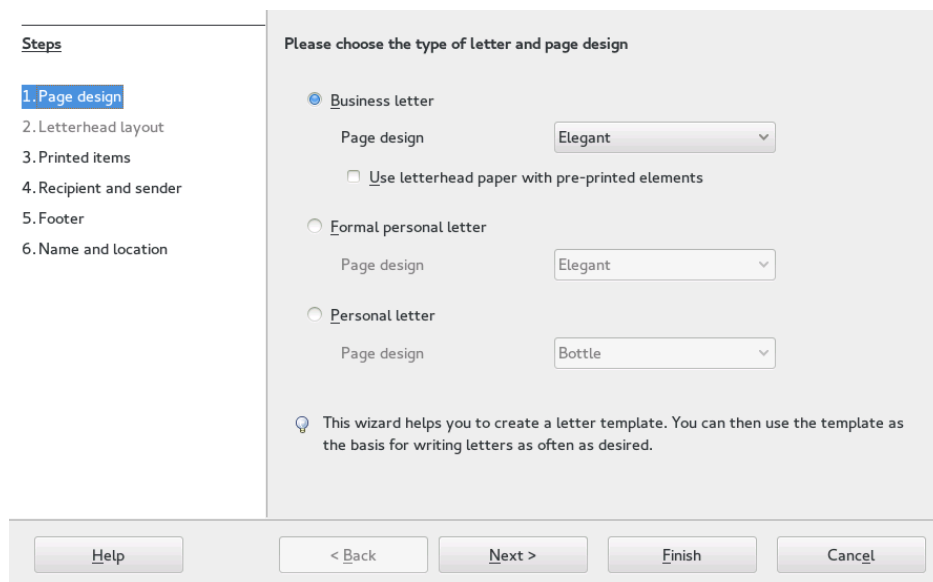 Steps
1. Page design
2. Letterhead layout
3. Printed items
4. Recipient and sender
5. Footer
6. Name and location
Please choose the type of letter and page design
Business letter
Page design Elegant
Use letterhead paper with pre-printed elements
Formal personal letter
Page design Elegant
Personal letter
Page design Bottle
This wizard helps you to create a letter template. You can then use the template as
the basis for writing letters as often as desired.
Help < Back Next > Finish Cancel